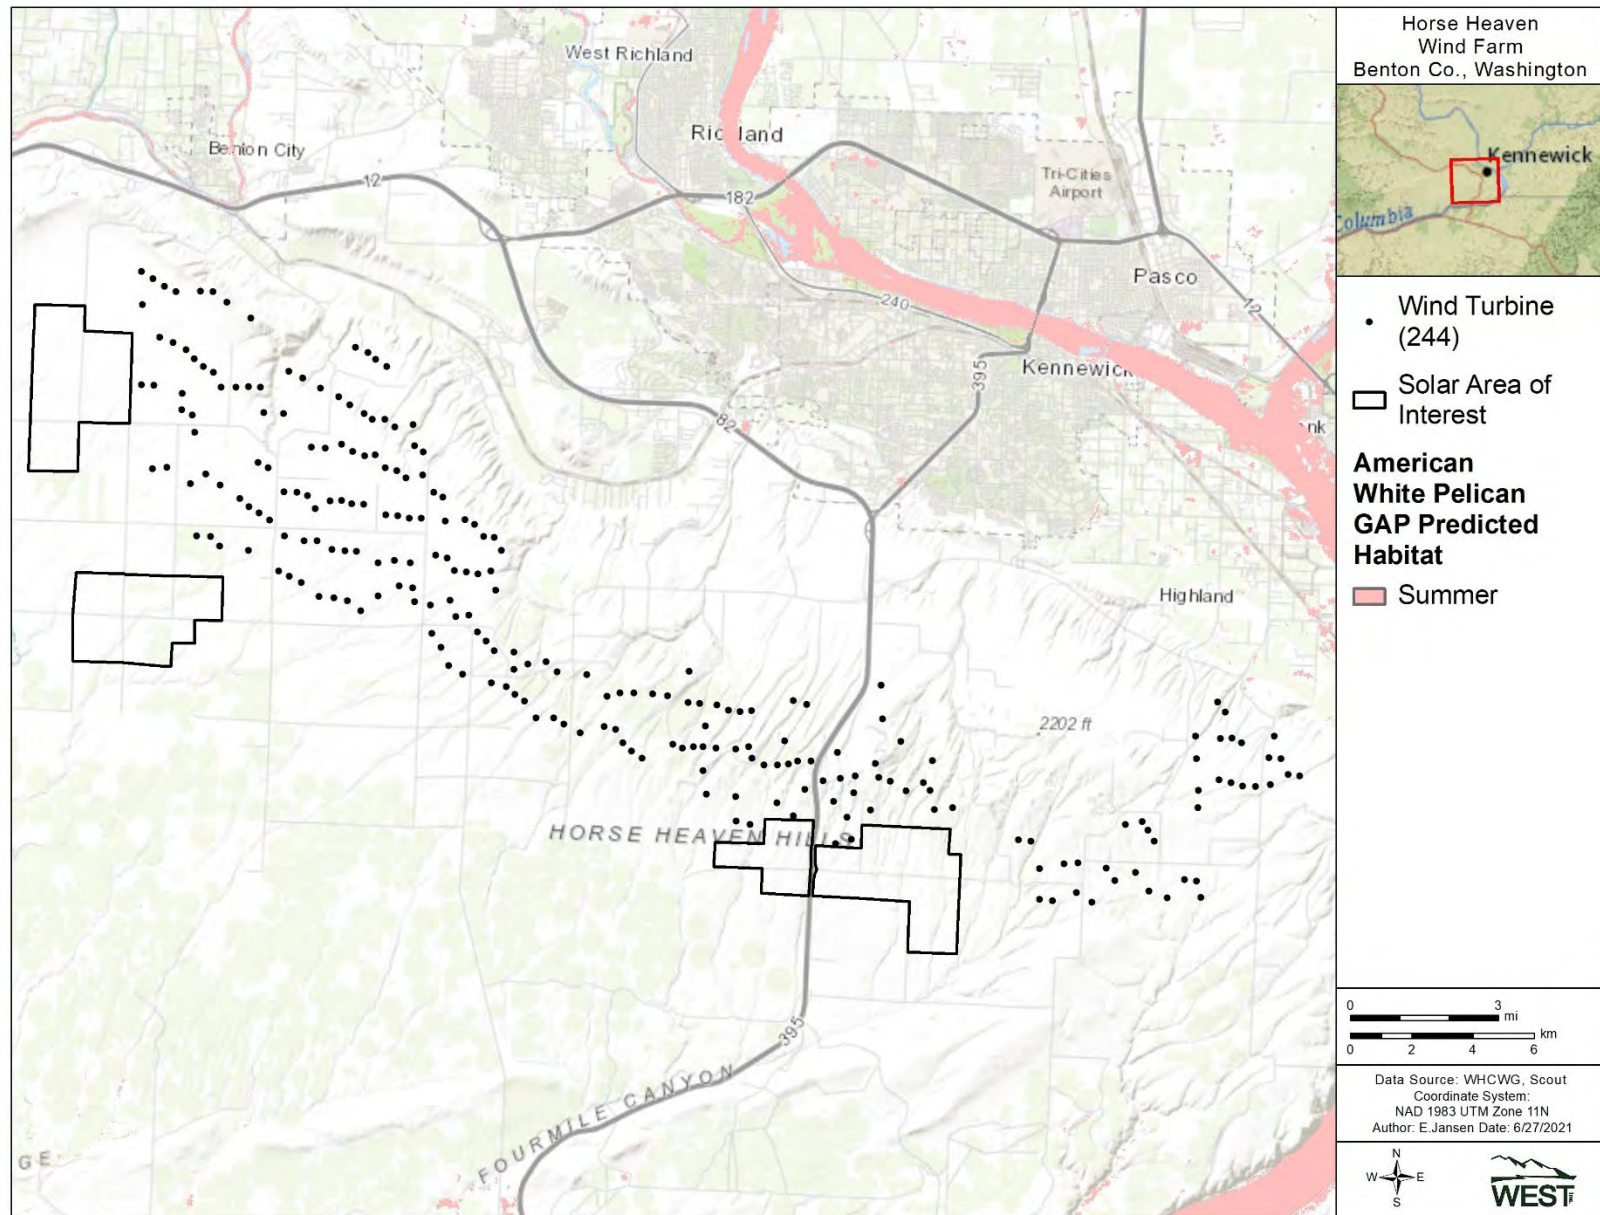 West Richland
Richland
Benton City
12
182
Tri-Cities
Airport
Pasco
240
12
395
Kennewick
82
Highland
2202 ft
HORSE HEAVEN HILLS
395
FOURMILE CANYON
GE
nk
Horse Heaven
Wind Farm
Benton Co., Washington
Kennewick
Columbia
Wind Turbine
(244)
Solar Area of
Interest
American
White Pelican
GAP Predicted
Habitat
Summer
0 3
mi
km
0 2 4 6
Data Source: WHCWG, Scout
Coordinate System:
NAD 1983 UTM Zone 11N
Author: E.Jansen Date: 6/27/2021
N
W E
S
WEST